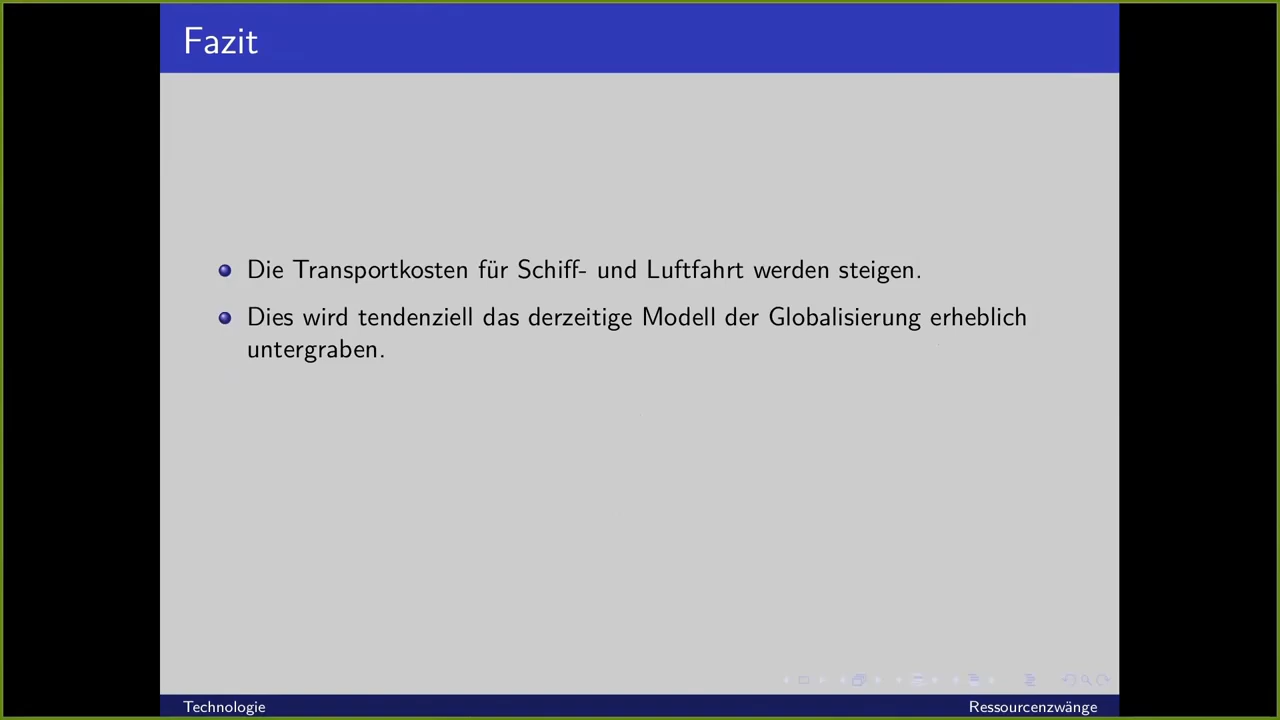 Fazit
Die Transportkosten für Schiff- und Luftfahrt werden steigen.
Dies wird tendenziell das derzeitige Modell der Globalisierung erheblich
untergraben.
Technologie
Ressourcenzwänge